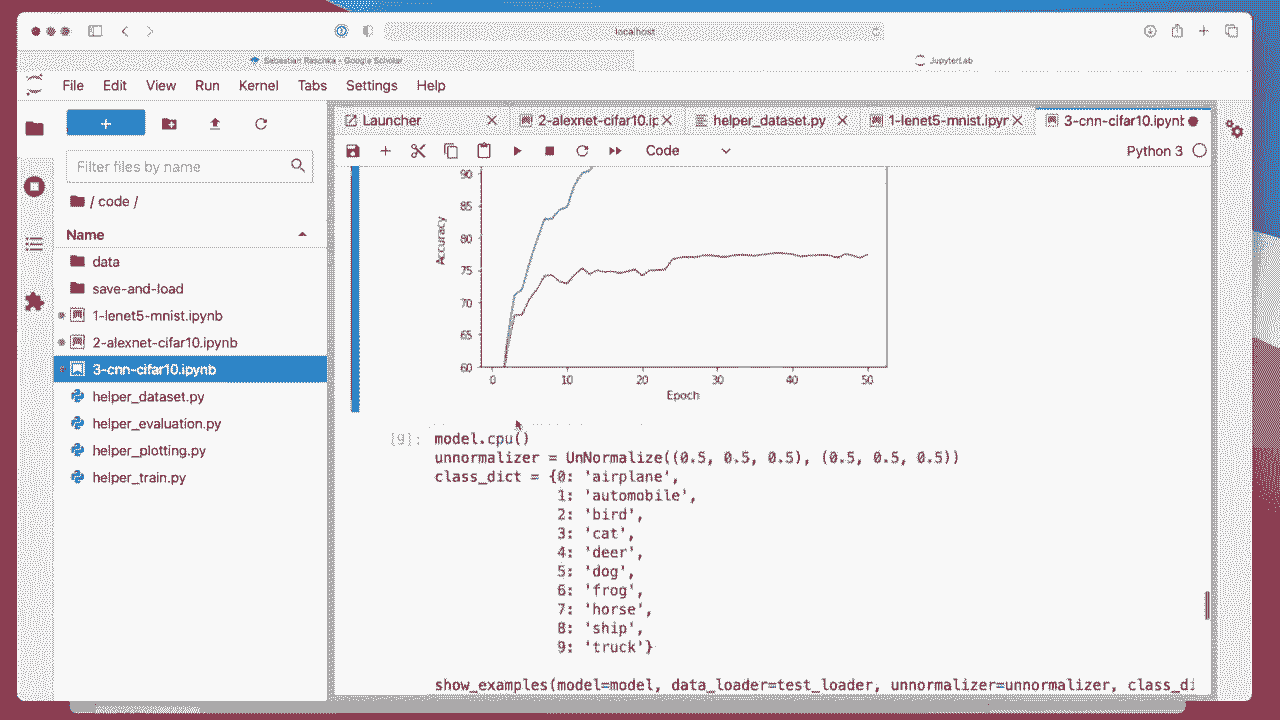 localhost
Sebastian Raschka - Google Scholar
JupyterLab
File Edit View Run Kernel Tabs Settings Help
Launcher
2-alexnet-cifar10.ip
helper_dataset.py
1-lenet5-mnist.ipynr
3-cnn-cifar10.ipynt
Code
Python 3
Filter files by name
/ code /
Name
data
save-and-load
1-lenet5-mnist.ipynb
2-alexnet-cifar10.ipynb
3-cnn-cifar10.ipynb
helper_dataset.py
helper_evaluation.py
helper_plotting.py
helper_train.py
90
85
80
75
70
65
60
Accuracy
0 10 20 30 40 50
Epoch
[9]: model.cpu()
unnormalizer = UnNormalize((0.5, 0.5, 0.5), (0.5, 0.5, 0.5))
class_dict = {0: 'airplane',
1: 'automobile',
2: 'bird',
3: 'cat',
4: 'deer',
5: 'dog',
6: 'frog',
7: 'horse',
8: 'ship',
9: 'truck'}
show_examples(model=model, data_loader=test_loader, unnormalizer=unnormalizer, class_di